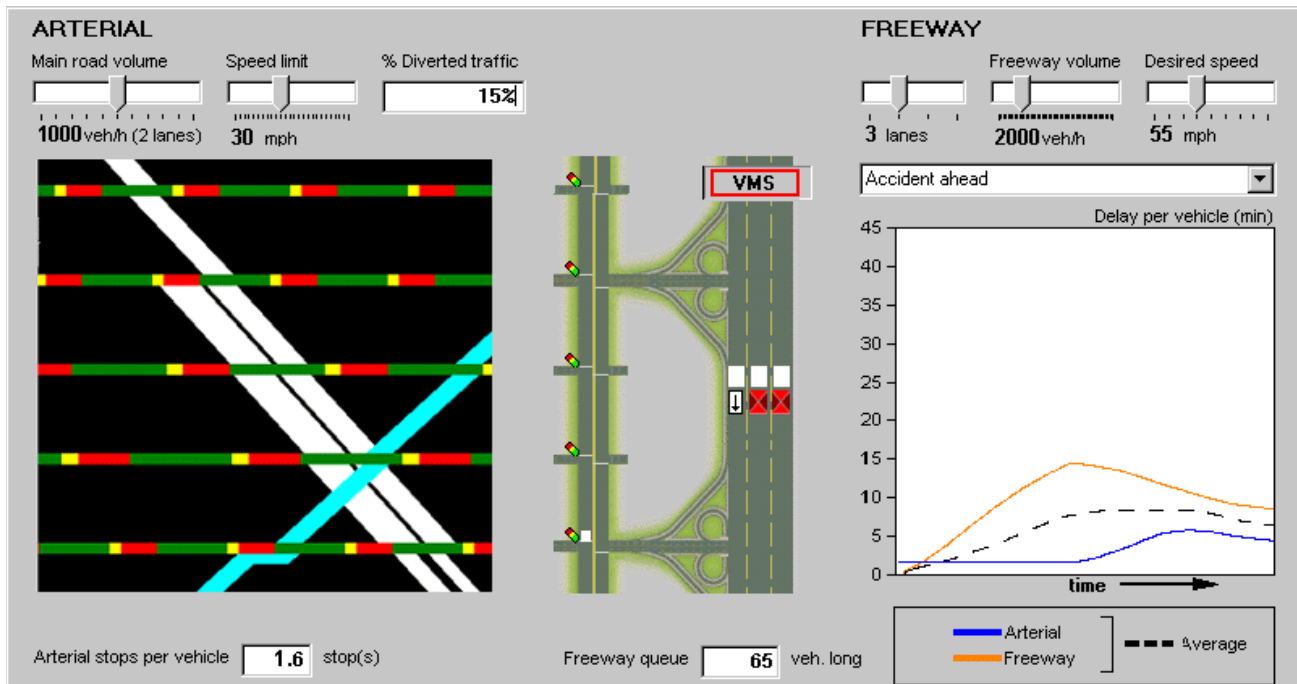 ARTERIAL
Main road volume
Speed limit
% Diverted traffic
15%
1000 veh/h (2 lanes)
30 mph
FREEWAY
Freeway volume
Desired speed
3 lanes
2000 veh/h
55 mph
VMS
Accident ahead
Delay per vehicle (min)
45
40
35
30
25
20
15
10
5
0
time
Arterial
Freeway
Average
Arterial stops per vehicle 1.6 stop(s)
Freeway queue 65 veh. long